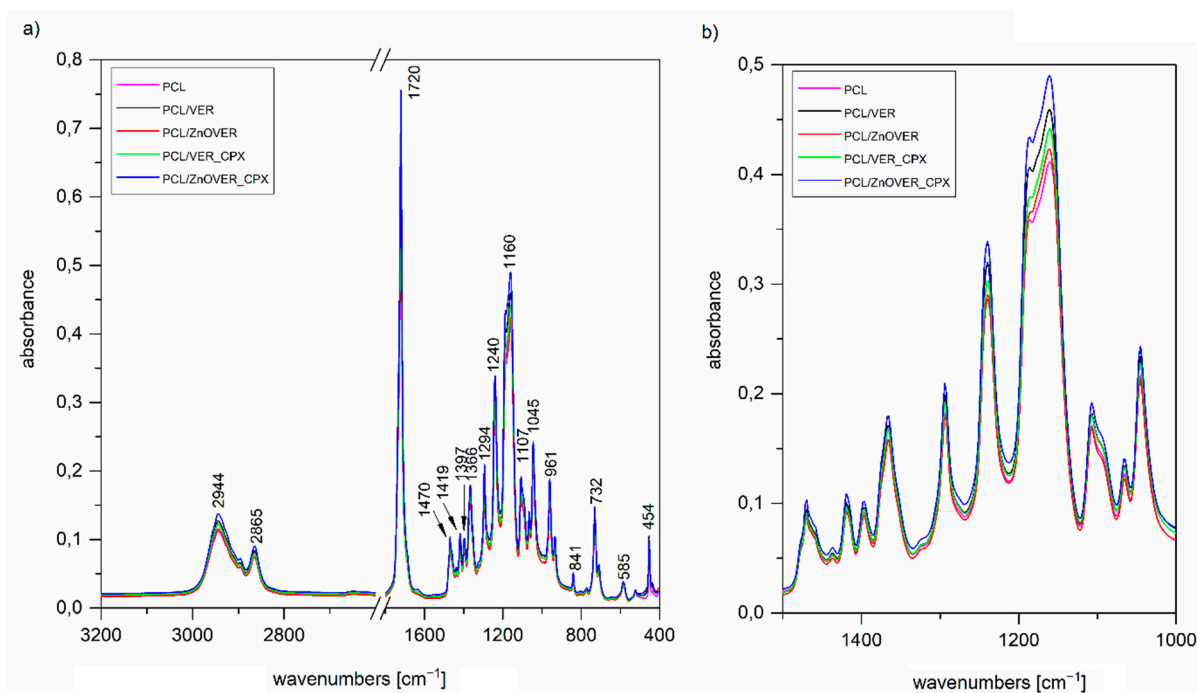 a)
0,8
0,7
0,6
0,5
0,4
0,3
0,2
0,1
0,0
absorbance
PCL
PCL/VER
PCL/ZnOVER
PCL/VER_CPX
PCL/ZnOVER_CPX
2944
2865
1720
1470
1419
1397
1366
1294
1240
1160
1107
1045
961
841
732
585
454
3200 3000 2800 1600 1400 1200 1000 800 600 400
wavenumbers [cm⁻¹]
b)
0,5
0,4
0,3
0,2
0,1
0,0
absorbance
PCL
PCL/VER
PCL/ZnOVER
PCL/VER_CPX
PCL/ZnOVER_CPX
1400 1200 1000
wavenumbers [cm⁻¹]